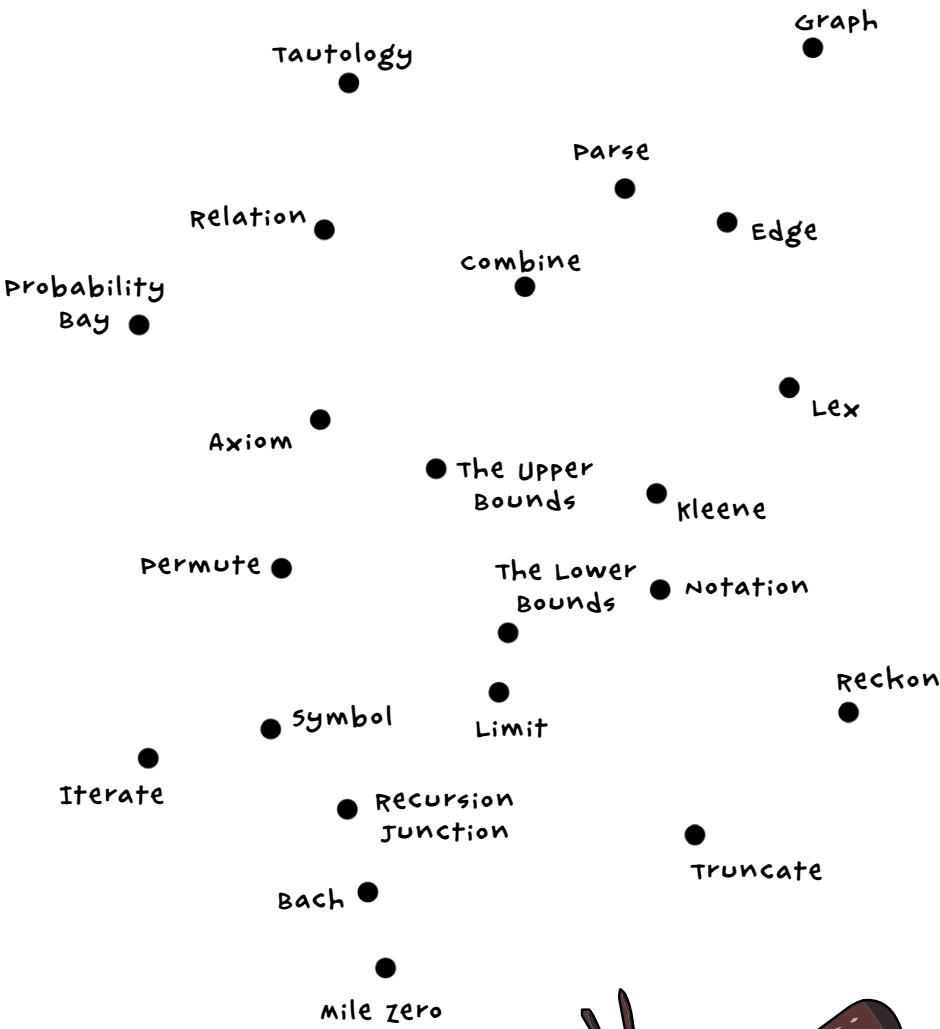 Graph
Tautology
Parse
Relation
Edge
Combine
Probability
Bay
Lex
Axiom
The Upper
Bounds
Kleene
Permute
The Lower
Bounds
Notation
Reckon
Symbol
Limit
Iterate
Recursion
Junction
Truncate
Bach
Mile Zero